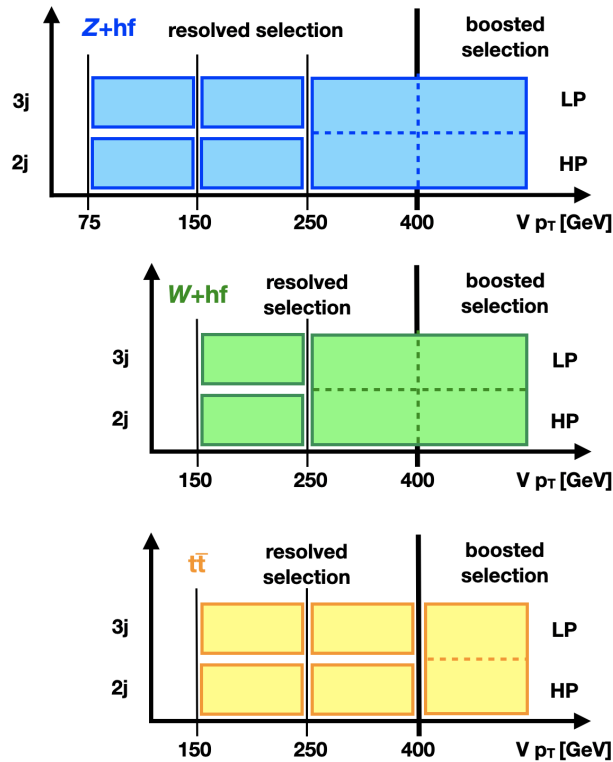 Z+hf
resolved selection
boosted
selection
3j
LP
2j
HP
75 150 250 400 V pT [GeV]
W+hf
resolved
selection
boosted
selection
3j
LP
2j
HP
150 250 400 V pT [GeV]
tt̅
resolved
selection
boosted
selection
3j
LP
2j
HP
150 250 400 V pT [GeV]